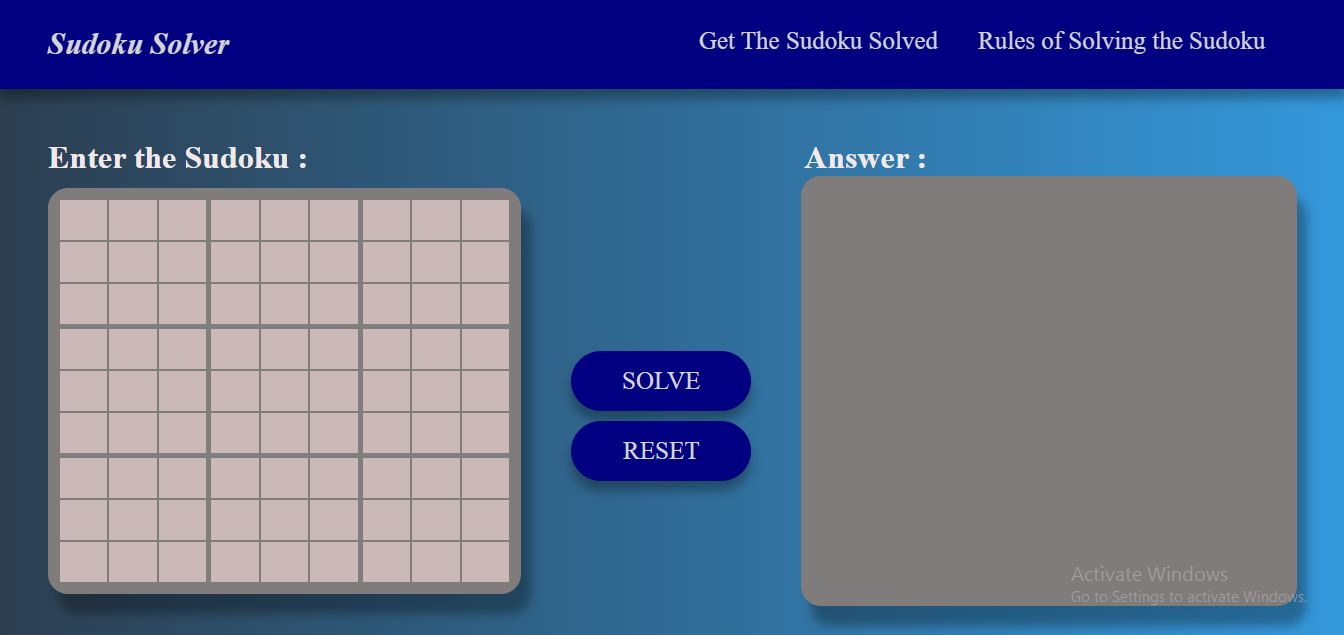 Sudoku Solver
Get The Sudoku Solved
Rules of Solving the Sudoku
Enter the Sudoku :
Answer :
SOLVE
RESET
Activate Windows
Go to Settings to activate Windows.